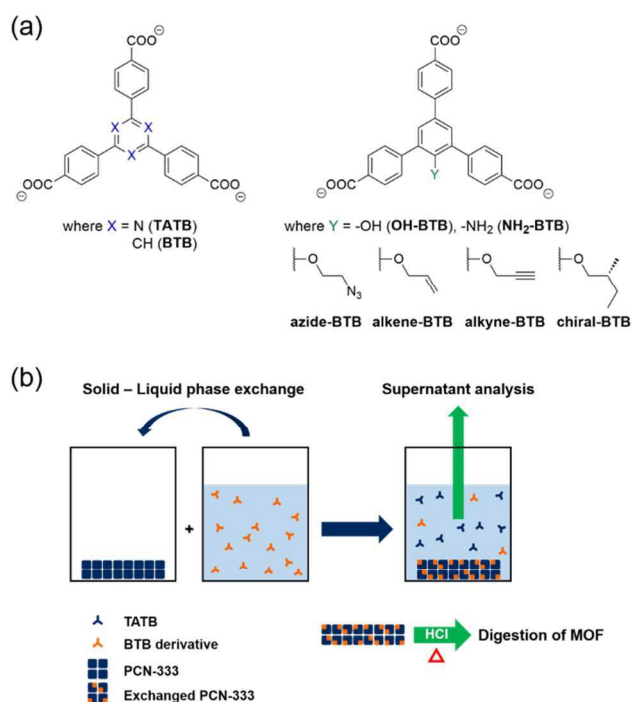 (a)
COO⊖
COO⊖
X
X
X
⊖OOC
COO⊖
Y
⊖OOC
COO⊖
where X = N (TATB)
CH (BTB)
where Y = -OH (OH-BTB), -NH2 (NH2-BTB)
O
O
O
O
N3
azide-BTB
alkene-BTB
alkyne-BTB
chiral-BTB
(b)
Solid – Liquid phase exchange
Supernatant analysis
+
TATB
BTB derivative
PCN-333
Exchanged PCN-333
HCl
Δ
Digestion of MOF